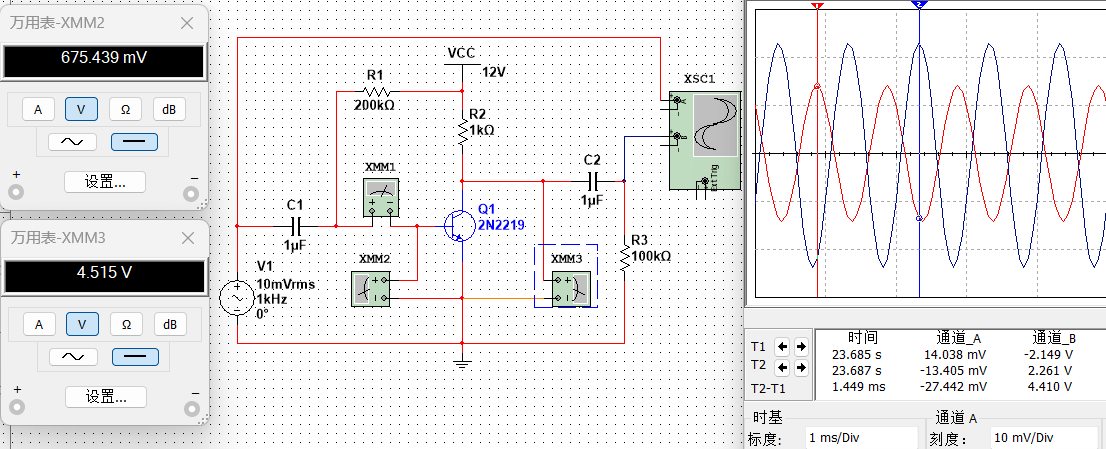 万用表-XMM2
675.439 mV
A V Ω dB
+ 设置... −
万用表-XMM3
4.515 V
A V Ω dB
+ 设置... −
VCC
12V
R1
200kΩ
R2
1kΩ
XSC1
A
B
Ext Trig
XMM1
C1
1μF
Q1
2N2219
C2
1μF
R3
100kΩ
XMM2
XMM3
V1
10mVrms
1kHz
0°
1
2
时间 通道_A 通道_B
T1 23.685 s 14.038 mV -2.149 V
T2 23.687 s -13.405 mV 2.261 V
T2-T1 1.449 ms -27.442 mV 4.410 V
时基 通道 A
标度: 1 ms/Div 刻度: 10 mV/Div